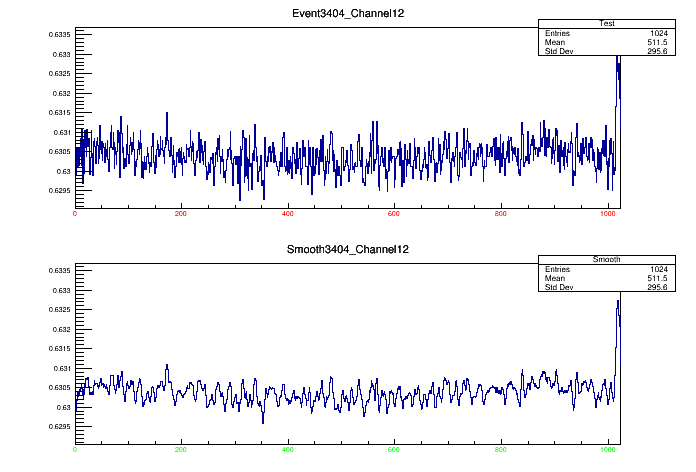 Event3404_Channel12
Test
Entries 1024
Mean 511.5
Std Dev 295.6
0.6335
0.633
0.6325
0.632
0.6315
0.631
0.6305
0.63
0.6295
0 200 400 600 800 1000
Smooth3404_Channel12
Smooth
Entries 1024
Mean 511.5
Std Dev 295.6
0.6335
0.633
0.6325
0.632
0.6315
0.631
0.6305
0.63
0.6295
0 200 400 600 800 1000